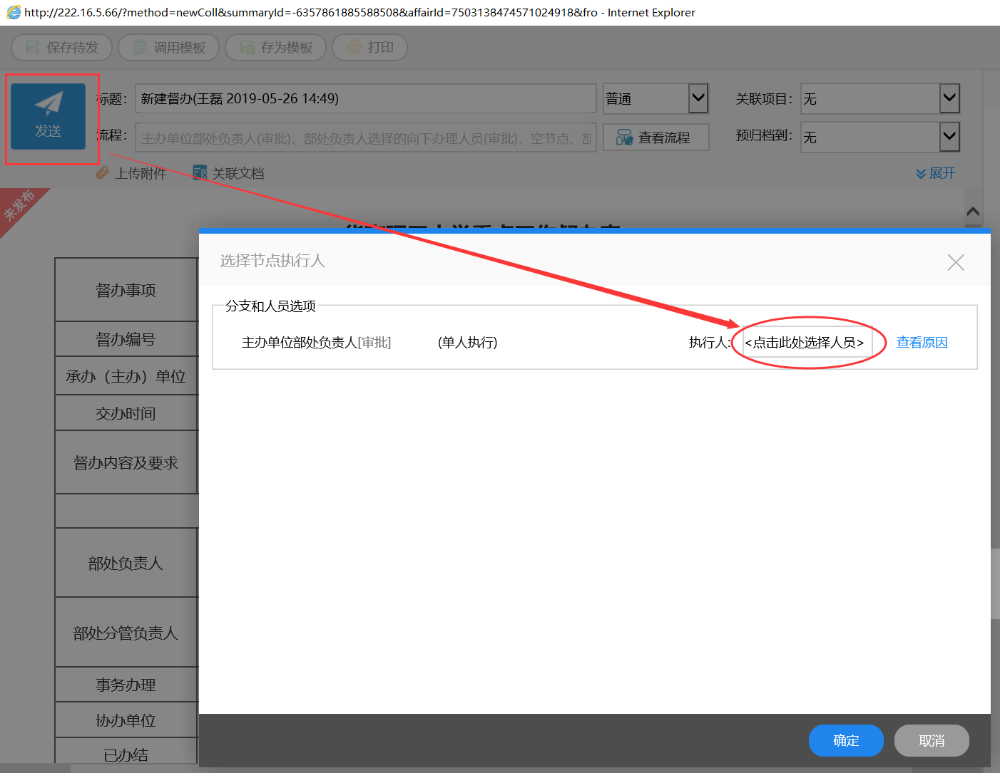 http://222.16.5.66/?method=newColl&summaryId=-6357861885588508&affairId=7503138474571024918&fro - Internet Explorer
保存待发 调用模板 存为模板 打印
发送
标题: 新建督办(王磊 2019-05-26 14:49) 普通 关联项目: 无
流程: 主办单位部处负责人(审批)、部处负责人选择的向下办理人员(审批)、空节点、部 查看流程 预归档到: 无
上传附件 关联文档 展开
未发布
选择节点执行人
分支和人员选项
主办单位部处负责人[审批] (单人执行) 执行人: <点击此处选择人员> 查看原因
督办事项
督办编号
承办（主办）单位
交办时间
督办内容及要求
部处负责人
部处分管负责人
事务办理
协办单位
已办结
确定 取消